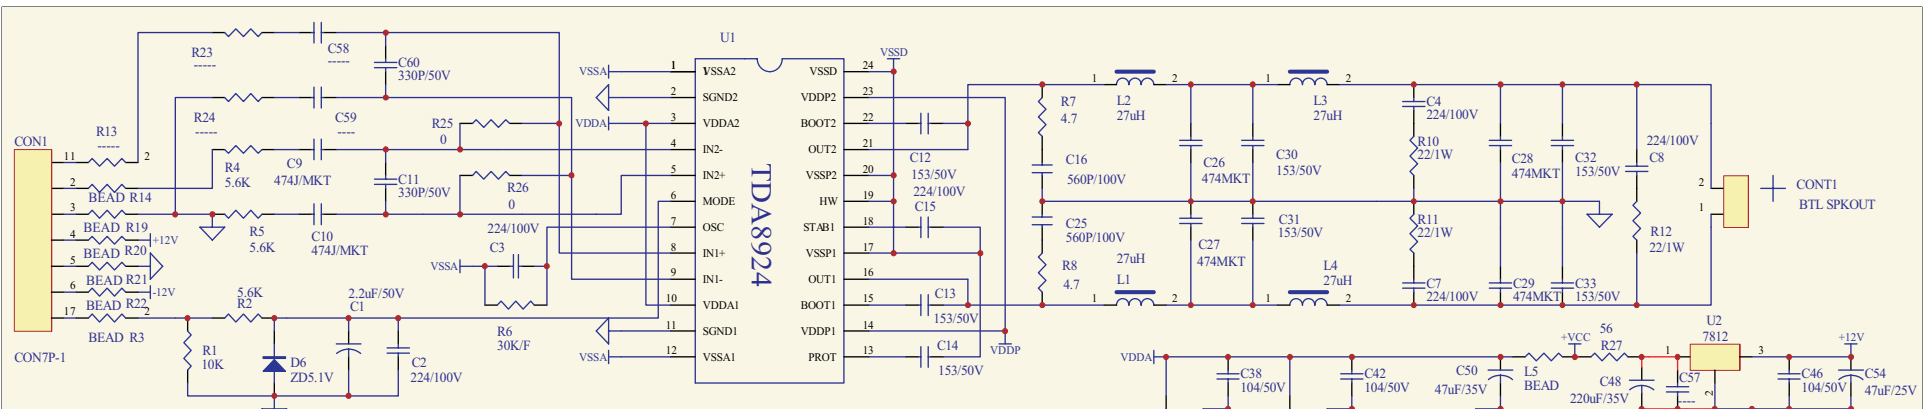 U1
R23
-----
C58
-----
C60
330P/50V
R24
-----
C59
-----
R13
-----
CON1
11
1
2
2
3
4
5
6
17
1
2
BEAD R14
BEAD R19
BEAD R20
BEAD R21
BEAD R22
BEAD R3
+12V
-12V
CON7P-1
R4
5.6K
C9
474J/MKT
C11
330P/50V
R25
0
R26
0
R5
5.6K
C10
474J/MKT
224/100V
C3
VSSA
R6
30K/F
5.6K
R2
2.2uF/50V
C1
R1
10K
D6
ZD5.1V
C2
224/100V
VSSA
VDDA
VSSA
1 VSSA2
2 SGND2
3 VDDA2
4 IN2-
5 IN2+
6 MODE
7 OSC
8 IN1+
9 IN1-
10 VDDA1
11 SGND1
12 VSSA1
TDA8924
VSSD 24
VDDP2 23
BOOT2 22
OUT2 21
VSSP2 20
HW 19
STAB1 18
VSSP1 17
OUT1 16
BOOT1 15
VDDP1 14
PROT 13
VSSD
C12
153/50V
224/100V
C15
C13
153/50V
C14
153/50V
VDDP
R7
4.7
C16
560P/100V
C25
560P/100V
R8
4.7
1
2
L2
27uH
1
2
L3
27uH
C26
474MKT
C30
153/50V
C27
474MKT
C31
153/50V
27uH
L1
1
2
L4
27uH
1
2
C4
224/100V
R10
22/1W
R11
22/1W
C7
224/100V
C28
474MKT
C32
153/50V
C29
474MKT
C33
153/50V
224/100V
C8
R12
22/1W
2
1
CONT1
BTL SPKOUT
VDDA
C38
104/50V
C42
104/50V
C50
47uF/35V
L5
BEAD
+VCC
56
R27
C48
220uF/35V
C57
----
U2
7812
1
2
3
C46
104/50V
+12V
C54
47uF/25V